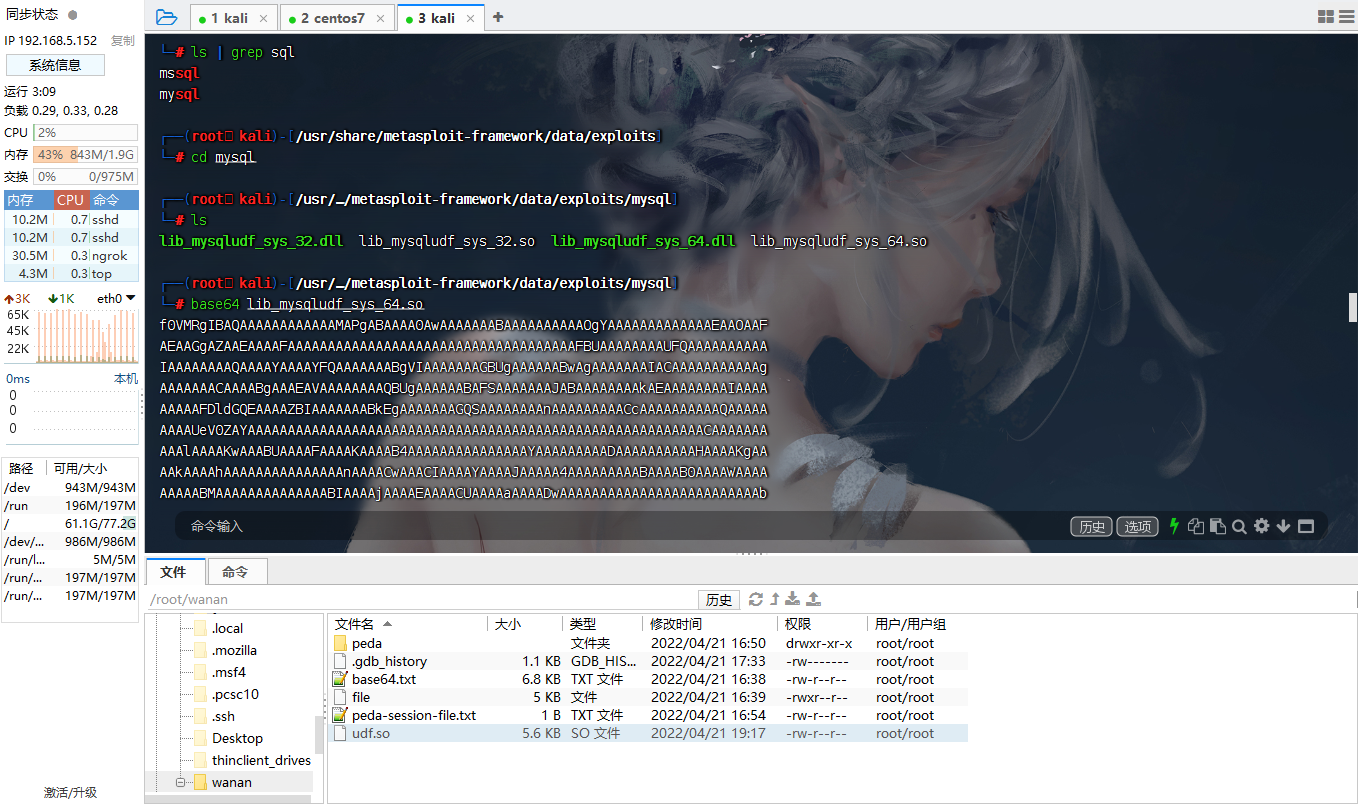 同步状态
IP 192.168.5.152 复制
系统信息
运行 3:09
负载 0.29, 0.33, 0.28
CPU 2%
内存 43% 843M/1.9G
交换 0% 0/975M
内存 CPU 命令
10.2M 0.7 sshd
10.2M 0.7 sshd
30.5M 0.3 ngrok
4.3M 0.3 top
3K 1K eth0
65K
45K
22K
0ms 本机
0
0
0
路径 可用/大小
/dev 943M/943M
/run 196M/197M
/ 61.1G/77.2G
/dev/... 986M/986M
/run/l... 5M/5M
/run/... 197M/197M
/run/... 197M/197M
激活/升级
1 kali
2 centos7
3 kali
└─# ls | grep sql
mssql
mysql
┌──(root kali)-[/usr/share/metasploit-framework/data/exploits]
└─# cd mysql
┌──(root kali)-[/usr/…/metasploit-framework/data/exploits/mysql]
└─# ls
lib_mysqludf_sys_32.dll lib_mysqludf_sys_32.so lib_mysqludf_sys_64.dll lib_mysqludf_sys_64.so
┌──(root kali)-[/usr/…/metasploit-framework/data/exploits/mysql]
└─# base64 lib_mysqludf_sys_64.so
命令输入
历史 选项
文件 命令
/root/wanan 历史
.local
.mozilla
.msf4
.pcsc10
.ssh
Desktop
thinclient_drives
wanan
文件名 大小 类型 修改时间 权限 用户/用户组
peda 文件夹 2022/04/21 16:50 drwxr-xr-x root/root
.gdb_history 1.1 KB GDB_HIS... 2022/04/21 17:33 -rw------- root/root
base64.txt 6.8 KB TXT 文件 2022/04/21 16:38 -rw-r--r-- root/root
file 5 KB 文件 2022/04/21 16:39 -rwxr--r-- root/root
peda-session-file.txt 1 B TXT 文件 2022/04/21 16:54 -rw-r--r-- root/root
udf.so 5.6 KB SO 文件 2022/04/21 19:17 -rw-r--r-- root/root